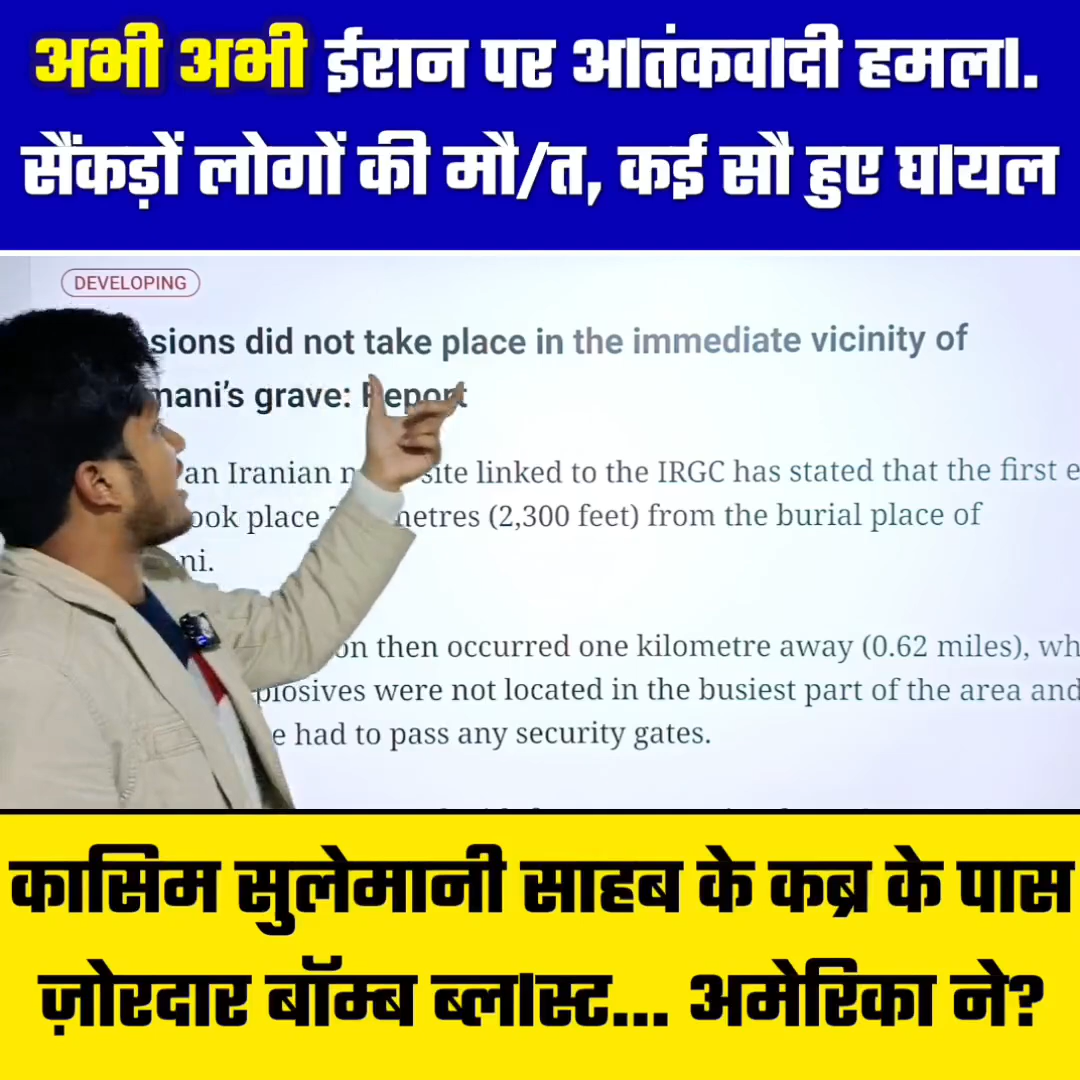 अभी अभी ईरान पर आतंकवादी हमला.
सैंकड़ों लोगों की मौ/त, कई सौ हुए घायल
DEVELOPING
sions did not take place in the immediate vicinity of
mani's grave: Report
an Iranian site linked to the IRGC has stated that the first e
ook place metres (2,300 feet) from the burial place of
ni.
on then occurred one kilometre away (0.62 miles), wh
plosives were not located in the busiest part of the area and
e had to pass any security gates.
कासिम सुलेमानी साहब के कब्र के पास
ज़ोरदार बॉम्ब ब्लास्ट... अमेरिका ने?